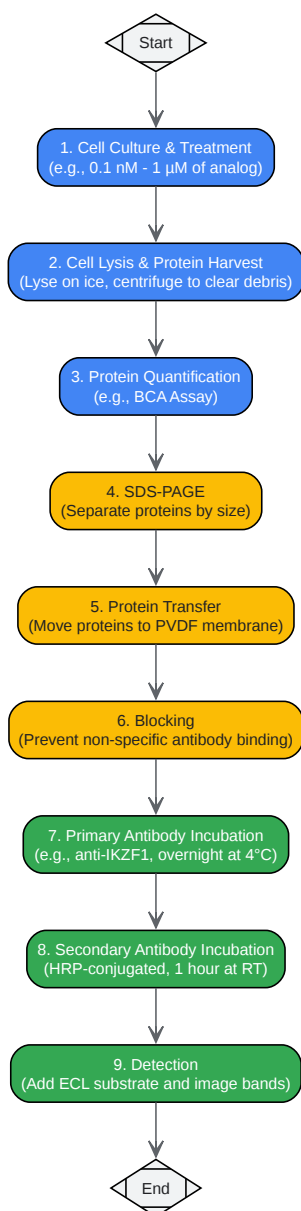 Start
1. Cell Culture & Treatment
(e.g., 0.1 nM - 1 µM of analog)
2. Cell Lysis & Protein Harvest
(Lyse on ice, centrifuge to clear debris)
3. Protein Quantification
(e.g., BCA Assay)
4. SDS-PAGE
(Separate proteins by size)
5. Protein Transfer
(Move proteins to PVDF membrane)
6. Blocking
(Prevent non-specific antibody binding)
7. Primary Antibody Incubation
(e.g., anti-IKZF1, overnight at 4°C)
8. Secondary Antibody Incubation
(HRP-conjugated, 1 hour at RT)
9. Detection
(Add ECL substrate and image bands)
End